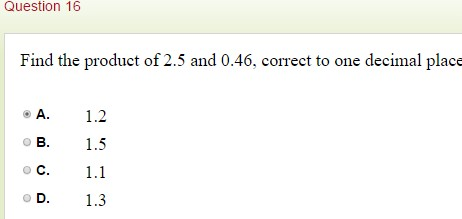 Question 16
Find the product of 2.5 and 0.46, correct to one decimal place
A. 1.2
B. 1.5
C. 1.1
D. 1.3